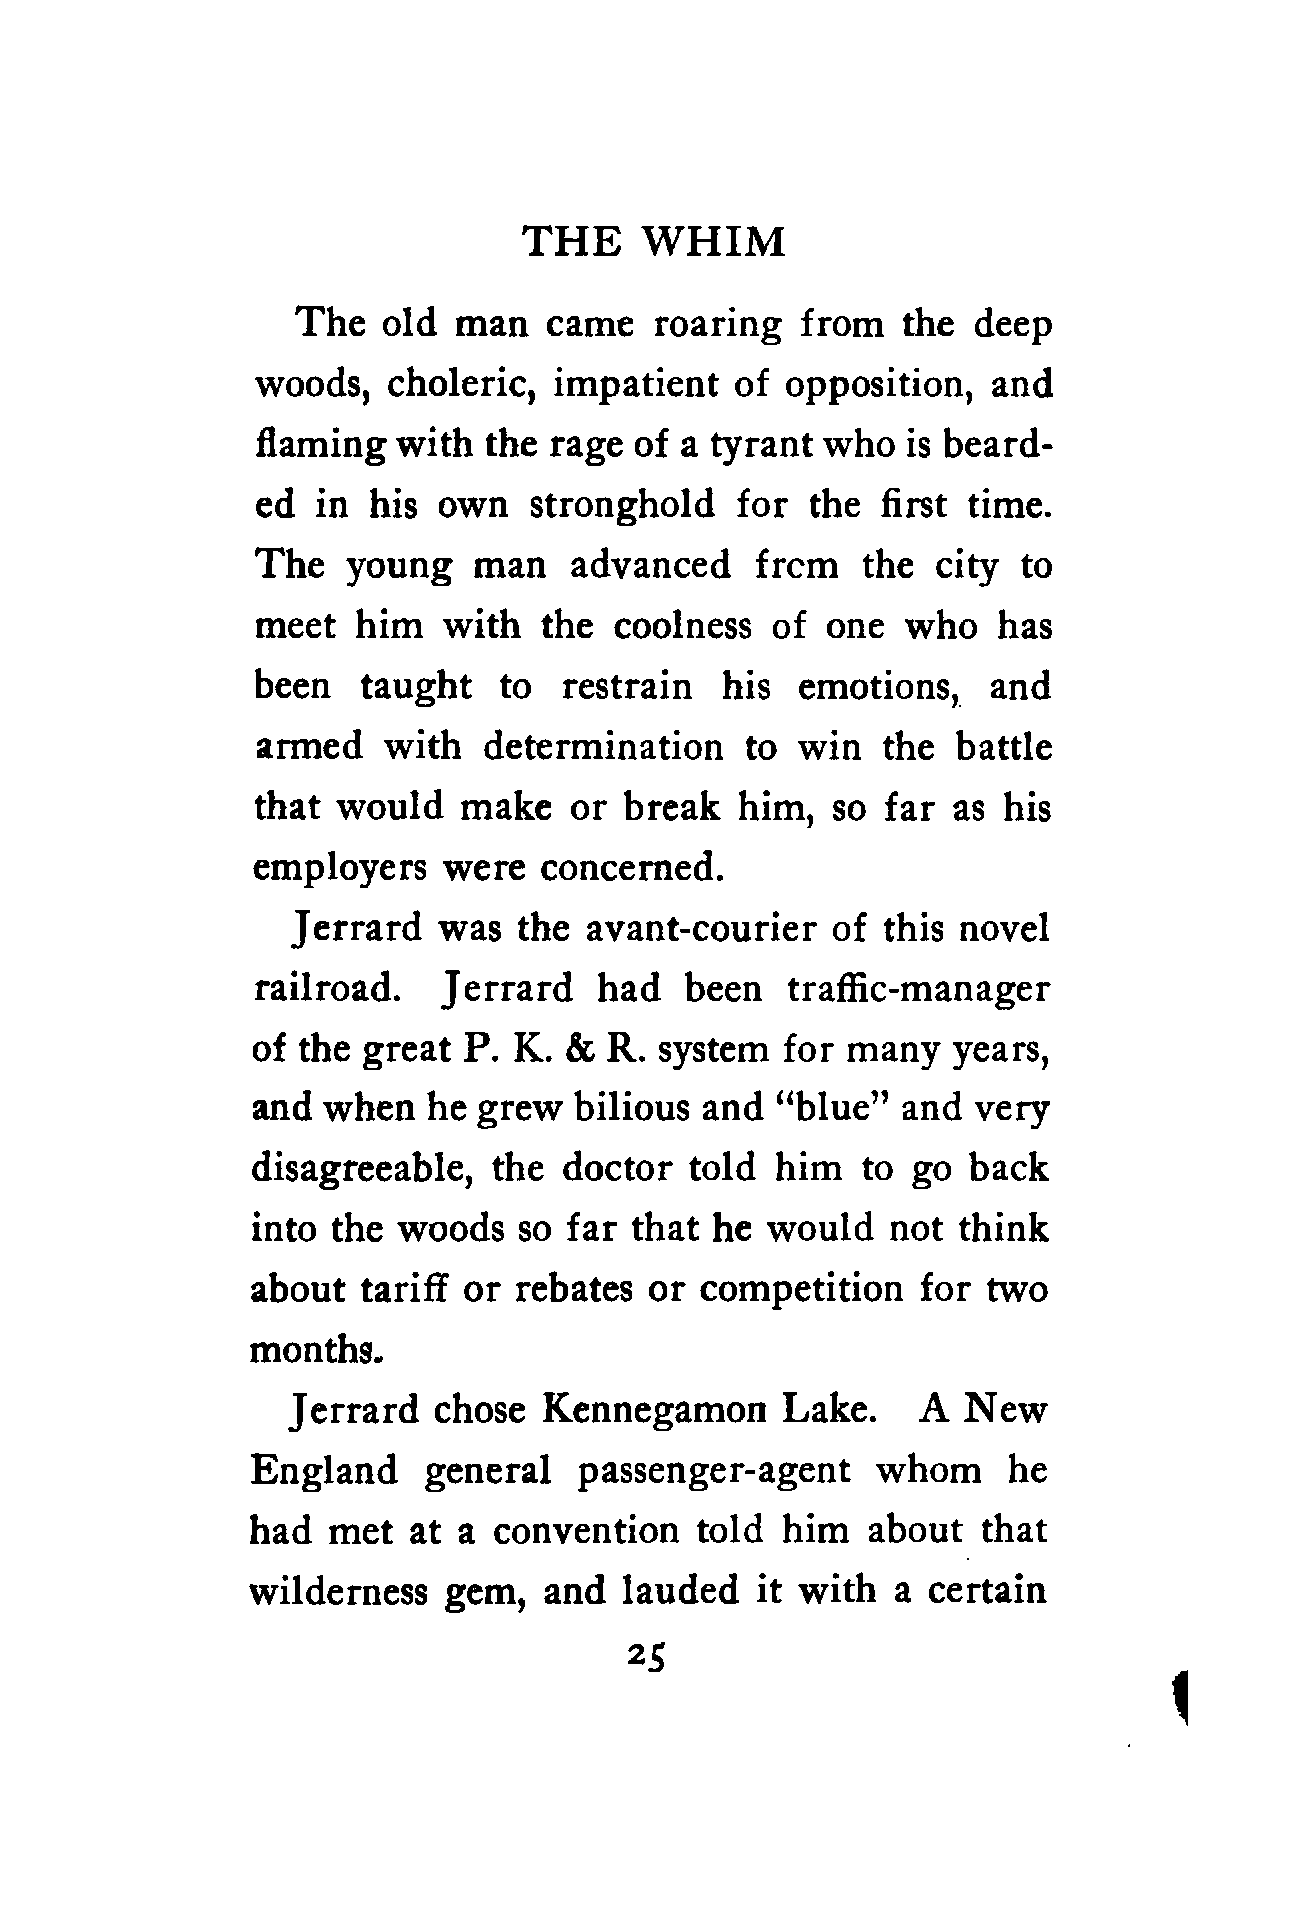 THE WHIM
The old man came roaring from the deep
woods, choleric, impatient of opposition, and
flaming with the rage of a tyrant who is beard-
ed in his own stronghold for the first time.
The young man advanced frcm the city to
meet him with the coolness of one who has
been taught to restrain his emotions, and
armed with determination to win the battle
that would make or break him, so far as his
employers were concerned.
Jerrard was the avant-courier of this novel
railroad. Jerrard had been traffic-manager
of the great P. K. & R. system for many years,
and when he grew bilious and “blue” and very
disagreeable, the doctor told him to go back
into the woods so far that he would not think
about tariff or rebates or competition for two
months.
Jerrard chose Kennegamon Lake. A New
England general passenger-agent whom he
had met at a convention told him about that
wilderness gem, and lauded it with a certain
25